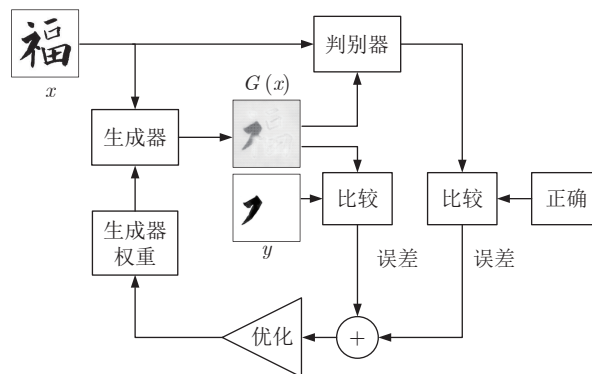 福
x
判别器
G (x)
生成器
福
y
比较
比较
正确
生成器
权重
误差
误差
优化
+